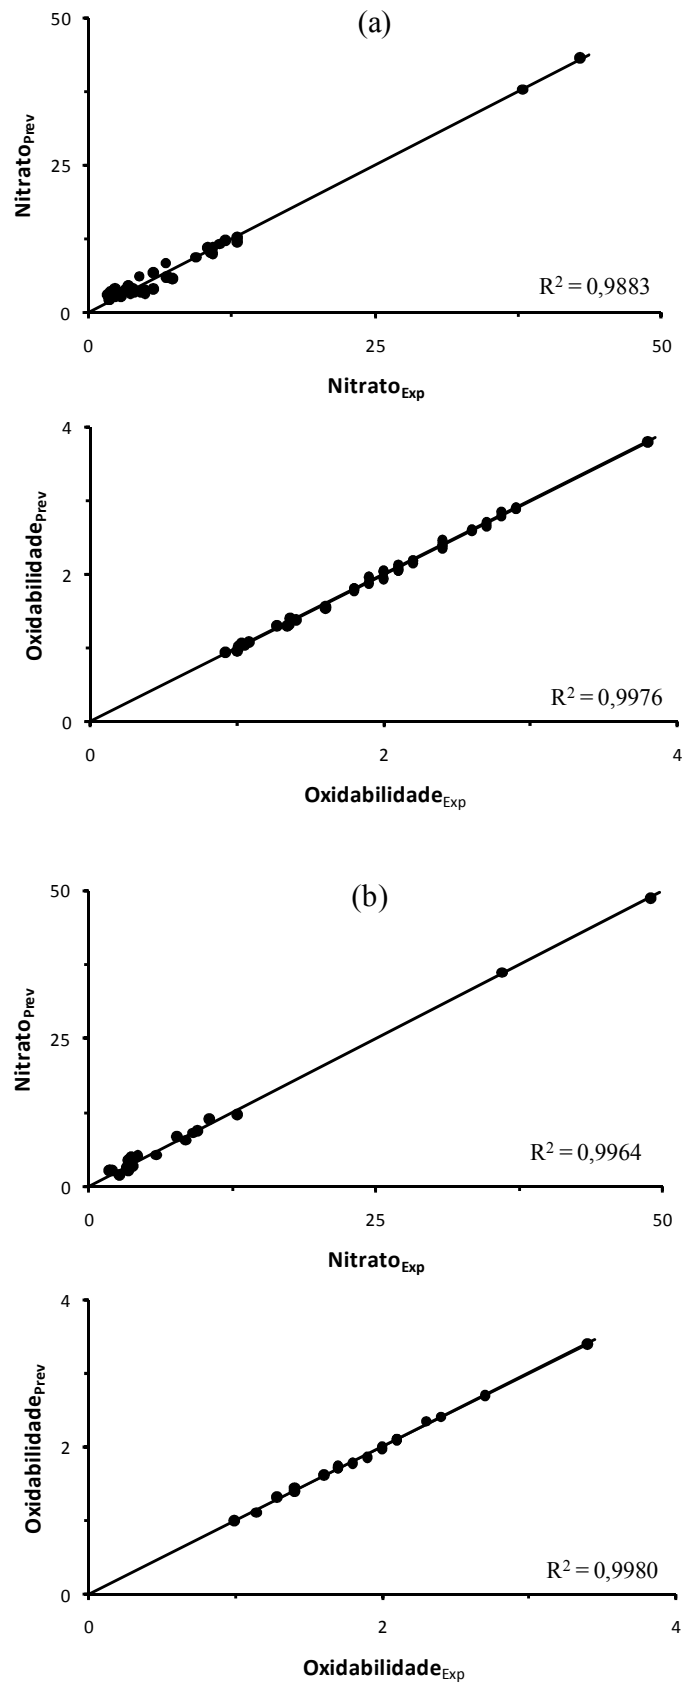 (a)
50
25
0
Nitrato_Prev
R² = 0,9883
0 25 50
Nitrato_Exp
4
2
0
Oxidabilidade_Prev
R² = 0,9976
0 2 4
Oxidabilidade_Exp
(b)
50
25
0
Nitrato_Prev
R² = 0,9964
0 25 50
Nitrato_Exp
4
2
0
Oxidabilidade_Prev
R² = 0,9980
0 2 4
Oxidabilidade_Exp